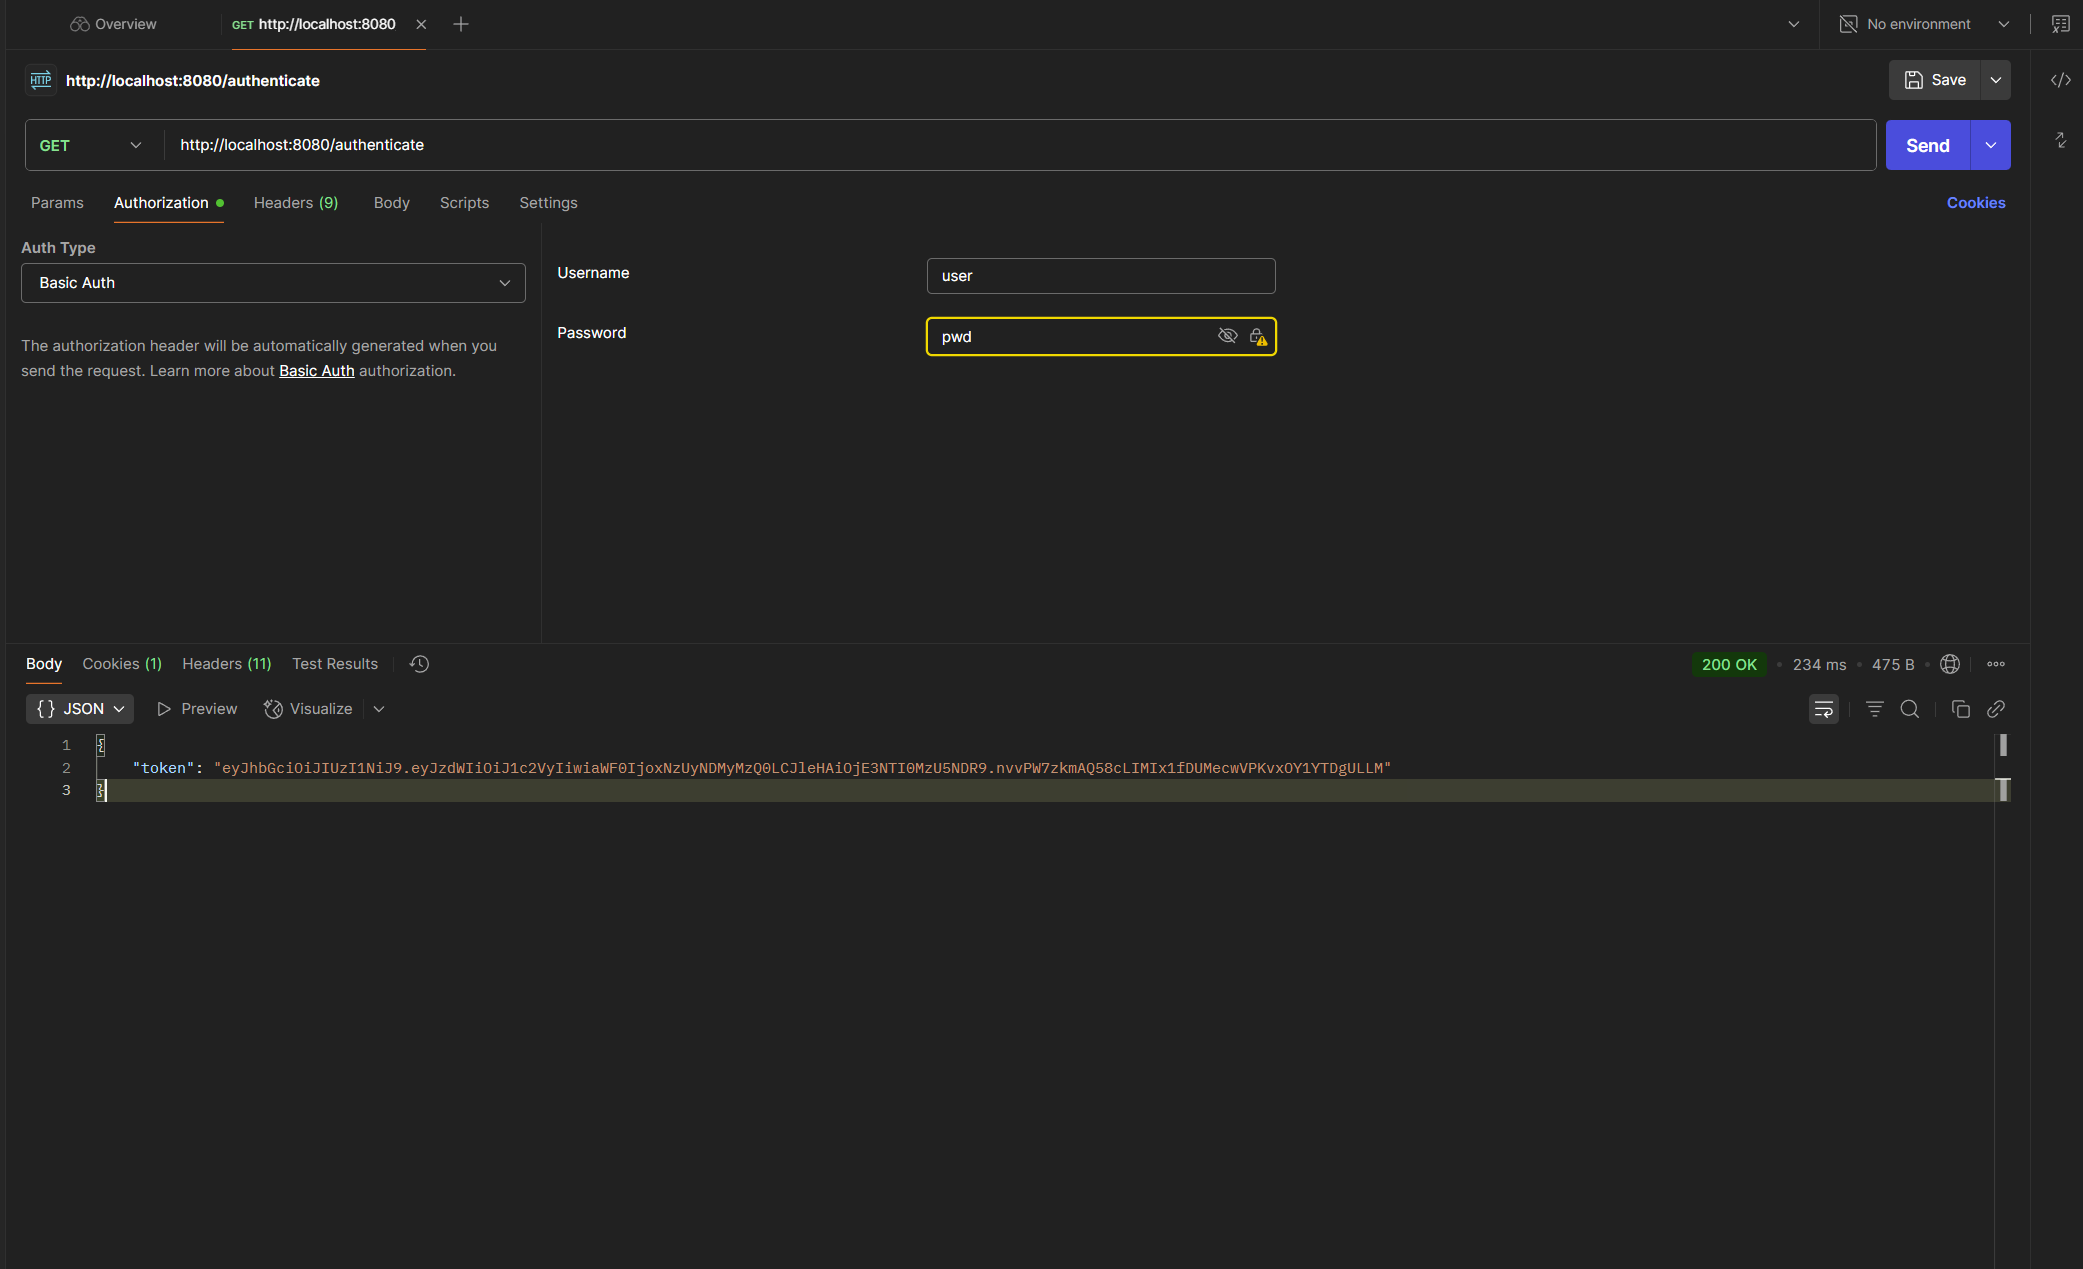 Overview
GET http://localhost:8080
No environment
HTTP
http://localhost:8080/authenticate
Save
GET
http://localhost:8080/authenticate
Send
Params
Authorization
Headers (9)
Body
Scripts
Settings
Cookies
Auth Type
Basic Auth
The authorization header will be automatically generated when you
send the request. Learn more about Basic Auth authorization.
Username
user
Password
pwd
Body
Cookies (1)
Headers (11)
Test Results
200 OK
234 ms
475 B
{} JSON
Preview
Visualize
1 {
2 "token": "eyJhbGciOiJIUzI1NiJ9.eyJzdWIiOiJ1c2VyIiwiaWF0IjoxNzUyNDMyMzQ0LCJleHAiOjE3NTI0MzU5NDR9.nvvPW7zkmAQ58cLIMIx1fDUMecwVPKvxOY1YTDgULLM"
3 }